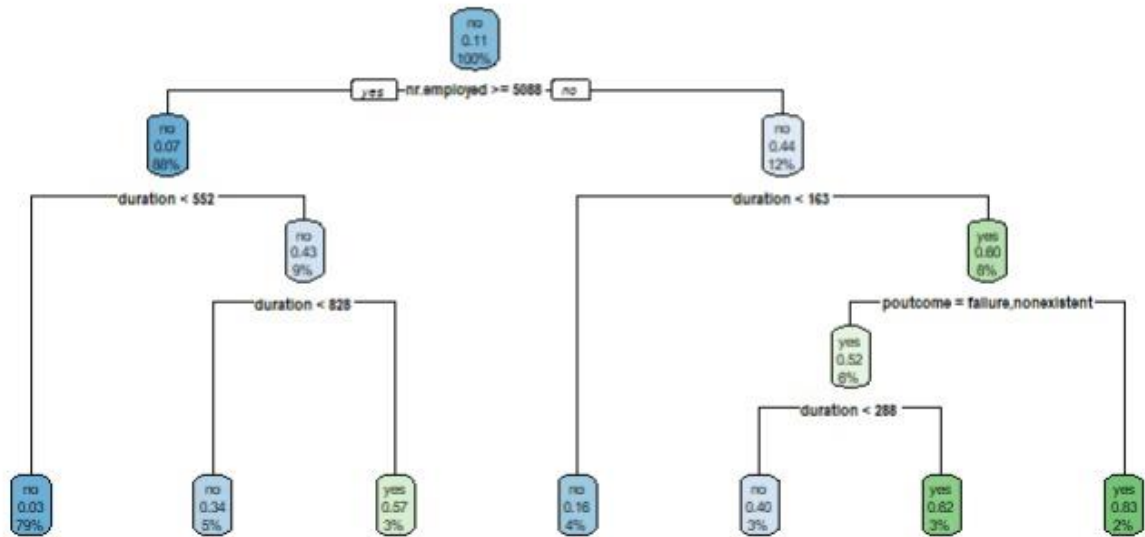 no
0.11
100%
yes nr.employed >= 5088 no
no
0.07
88%
no
0.44
12%
duration < 552
duration < 163
no
0.43
9%
yes
0.60
8%
duration < 828
poutcome = failure,nonexistent
yes
0.52
6%
duration < 288
no
0.03
79%
no
0.34
5%
yes
0.57
3%
no
0.16
4%
no
0.40
3%
yes
0.62
3%
yes
0.83
2%